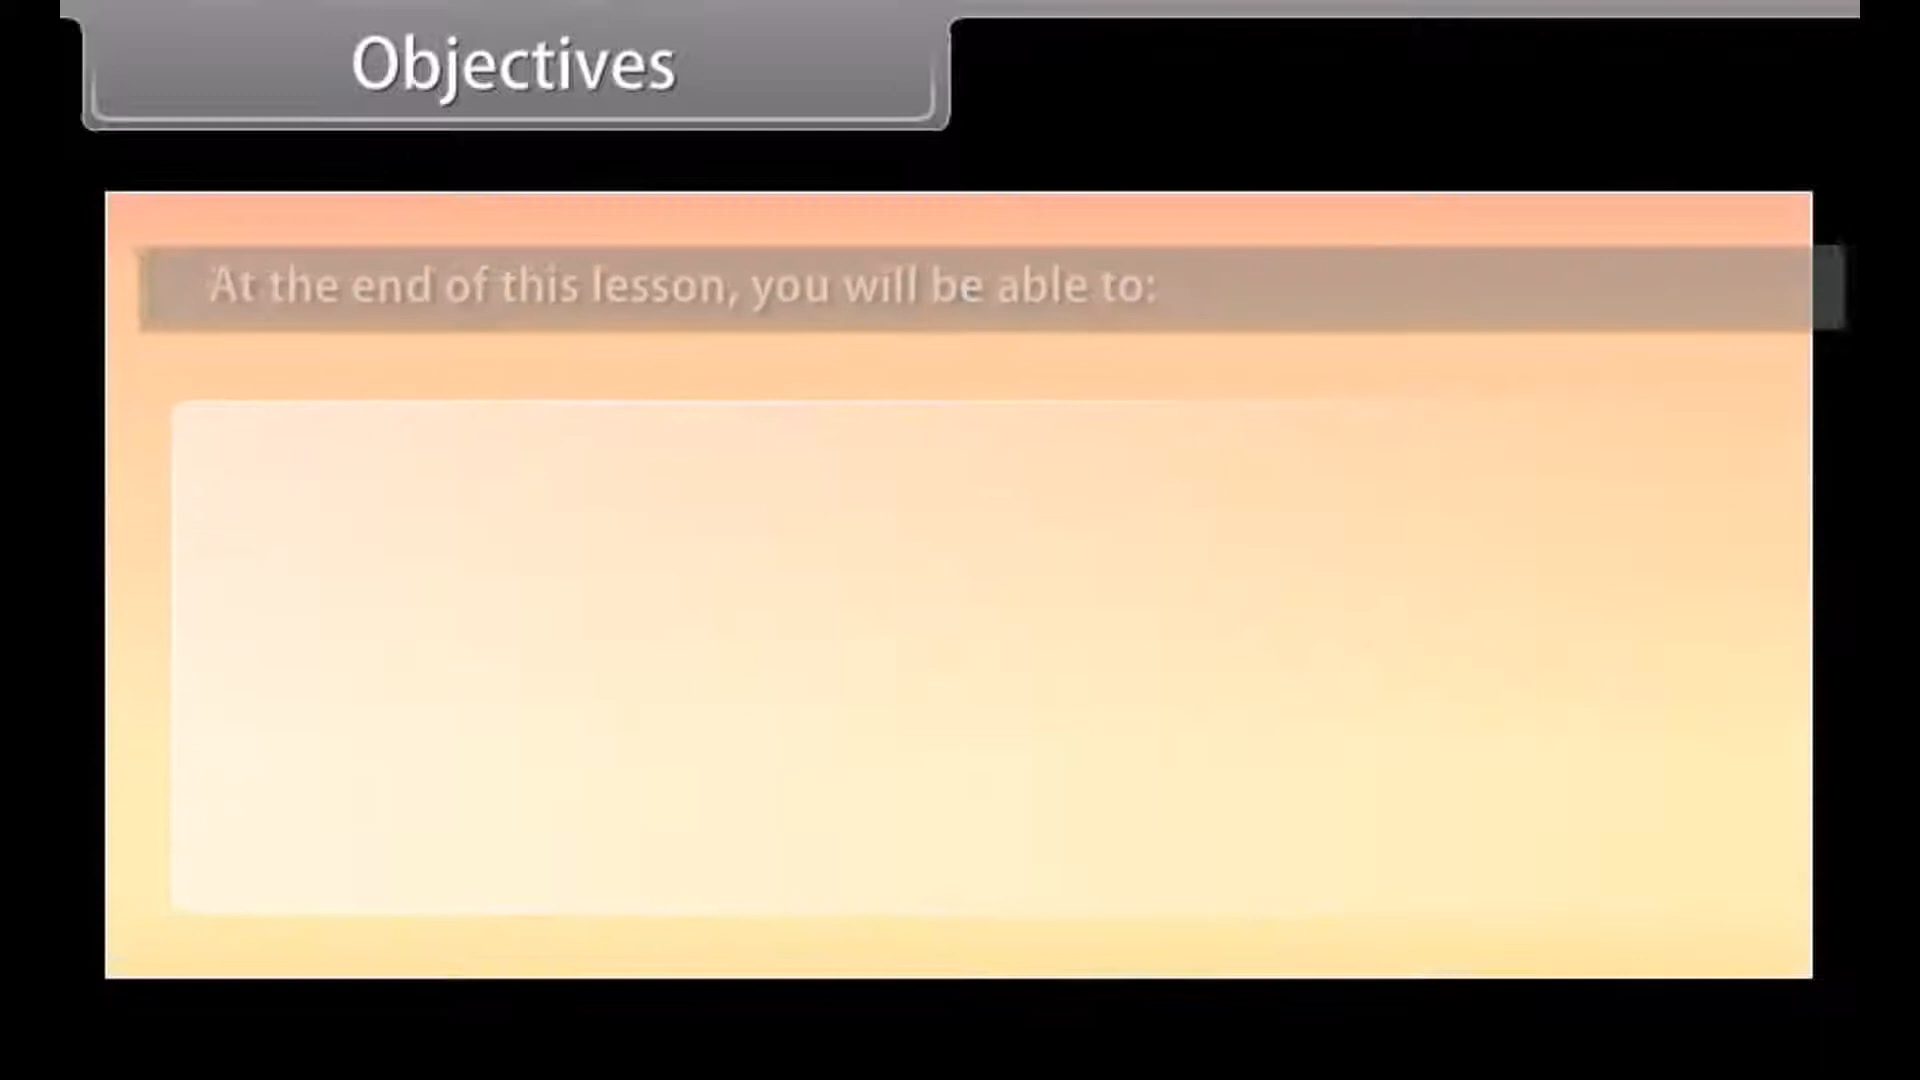 Objectives
At the end of this lesson, you will be able to: